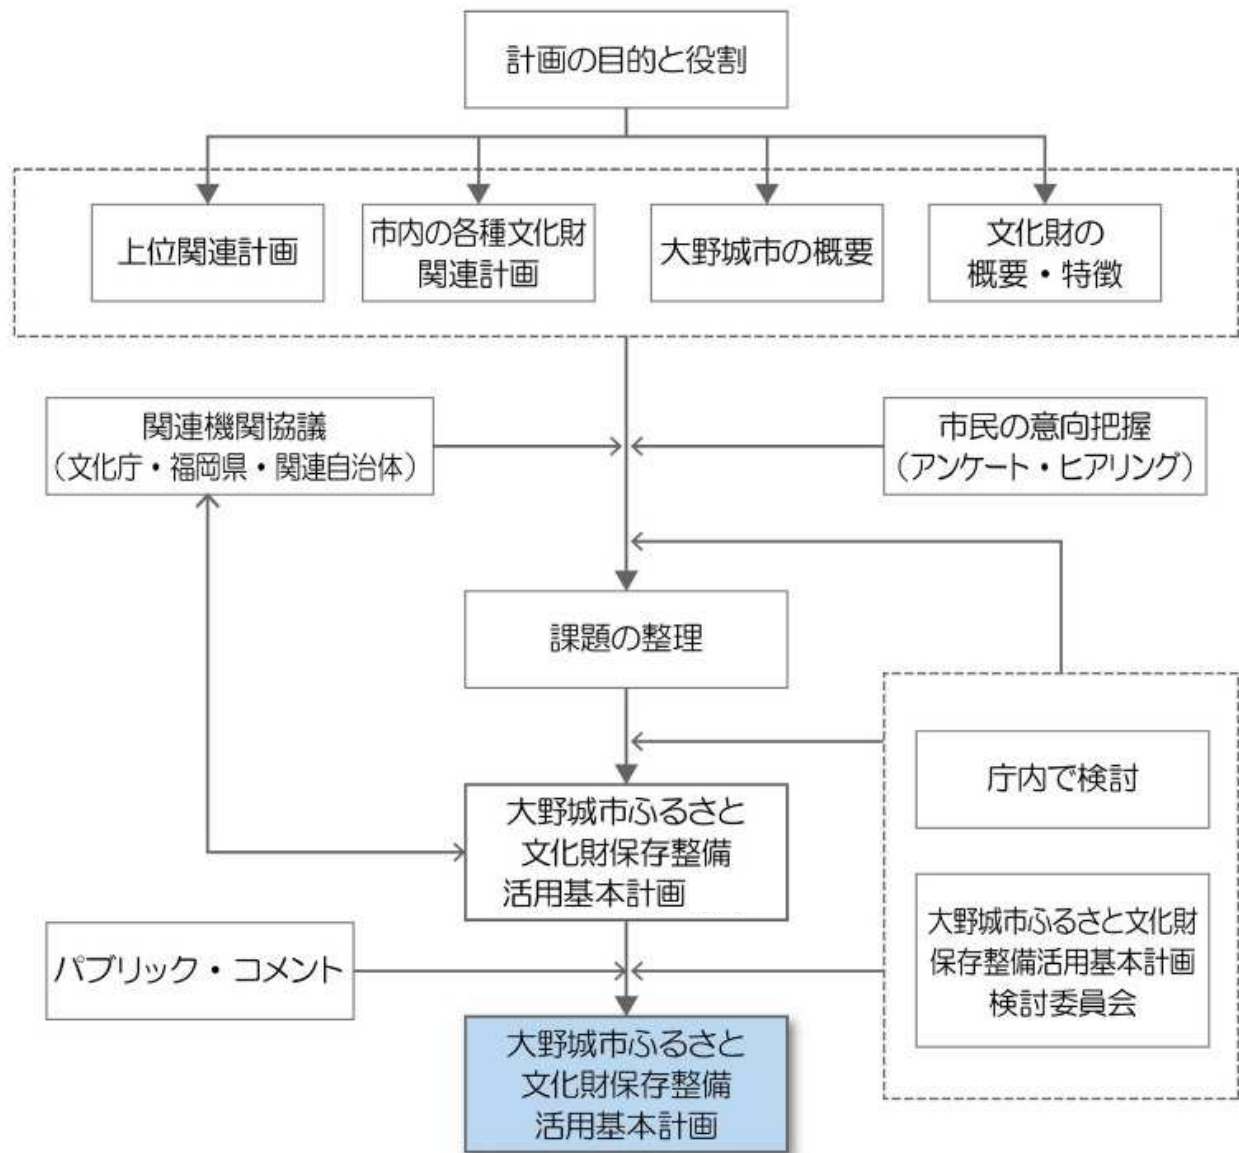 計画の目的と役割
上位関連計画
市内の各種文化財
関連計画
大野城市の概要
文化財の
概要・特徴
関連機関協議
（文化庁・福岡県・関連自治体）
市民の意向把握
（アンケート・ヒアリング）
課題の整理
庁内で検討
大野城市ふるさと
文化財保存整備
活用基本計画
大野城市ふるさと文化財
保存整備活用基本計画
検討委員会
パブリック・コメント
大野城市ふるさと
文化財保存整備
活用基本計画